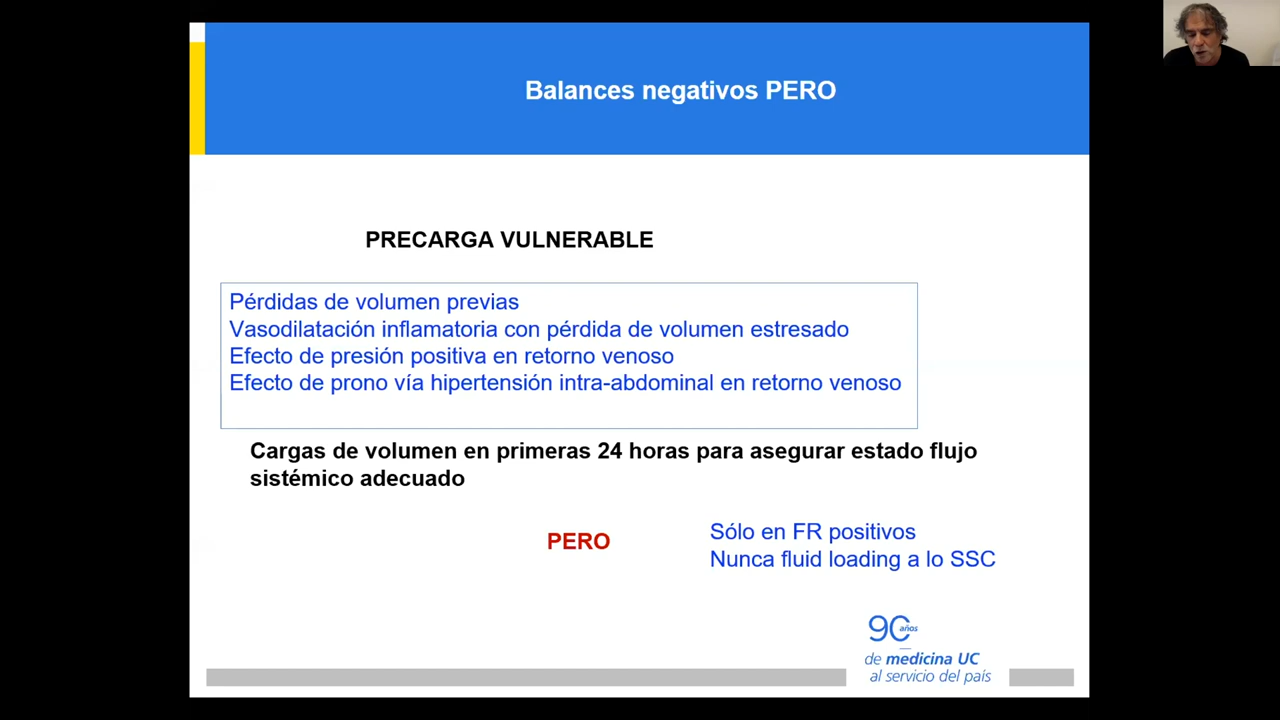 Balances negativos PERO
PRECARGA VULNERABLE
Pérdidas de volumen previas
Vasodilatación inflamatoria con pérdida de volumen estresado
Efecto de presión positiva en retorno venoso
Efecto de prono vía hipertensión intra-abdominal en retorno venoso
Cargas de volumen en primeras 24 horas para asegurar estado flujo
sistémico adecuado
PERO
Sólo en FR positivos
Nunca fluid loading a lo SSC
90 años
de medicina UC
al servicio del país